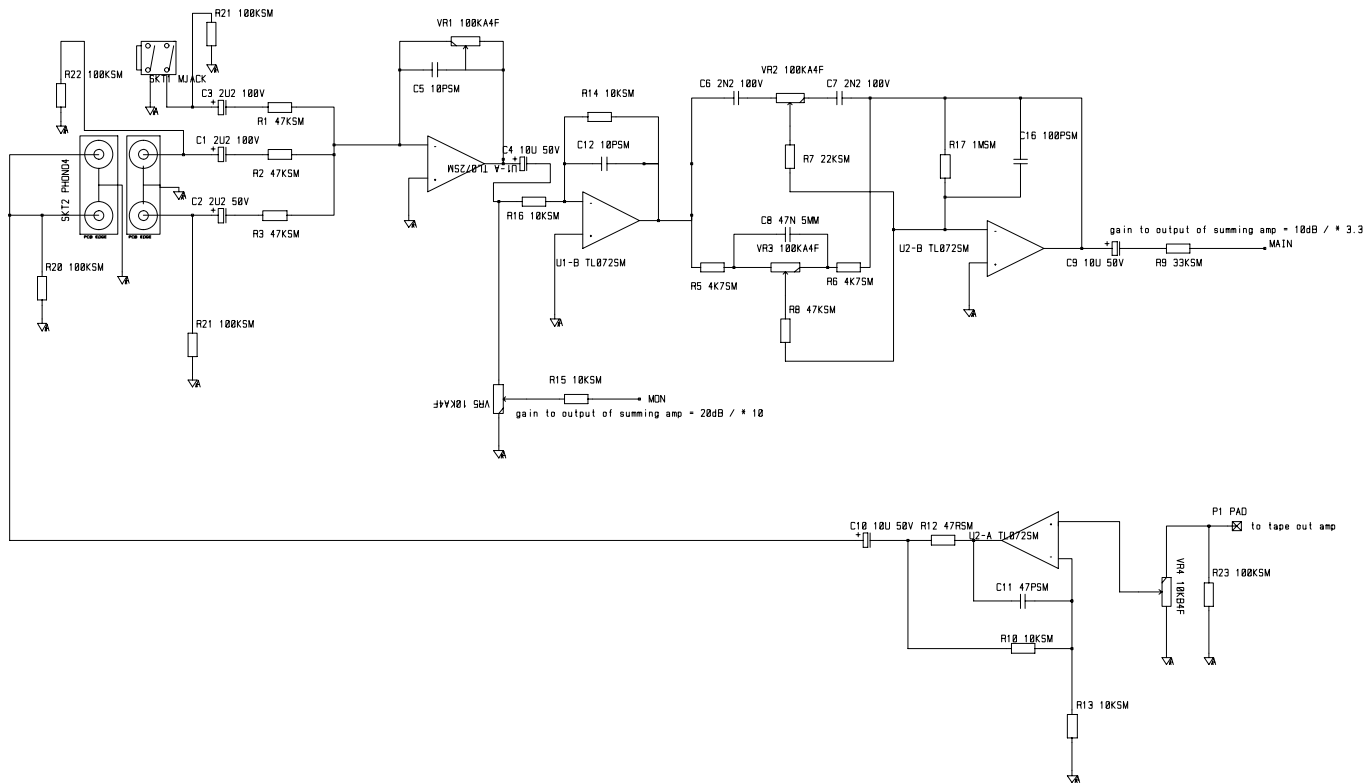 R21 100KSM
VR1 100KA4F
R22 100KSM
SKT1 MJACK
C5 10PSM
C3 2U2 100V
R1 47KSM
C6 2N2 100V
VR2 100KA4F
C7 2N2 100V
R14 10KSM
C12 10PSM
C1 2U2 100V
R2 47KSM
C4 10U 50V
U1-A TL072SM
R7 22KSM
R17 1MSM
C16 100PSM
SKT2 PHONO4
C2 2U2 50V
R3 47KSM
R16 10KSM
C8 47N 5MM
VR3 100KA4F
PCB EDGE
PCB EDGE
U1-B TL072SM
U2-B TL072SM
gain to output of summing amp = 10dB / * 3.3
MAIN
C9 10U 50V
R9 33KSM
R20 100KSM
R5 4K7SM
R6 4K7SM
R8 47KSM
R21 100KSM
VR5 10KA4F
R15 10KSM
MON
gain to output of summing amp = 20dB / * 10
P1 PAD
to tape out amp
C10 10U 50V
R12 47RSM
U2-A TL072SM
VR4 10KB4F
R23 100KSM
C11 47PSM
R10 10KSM
R13 10KSM